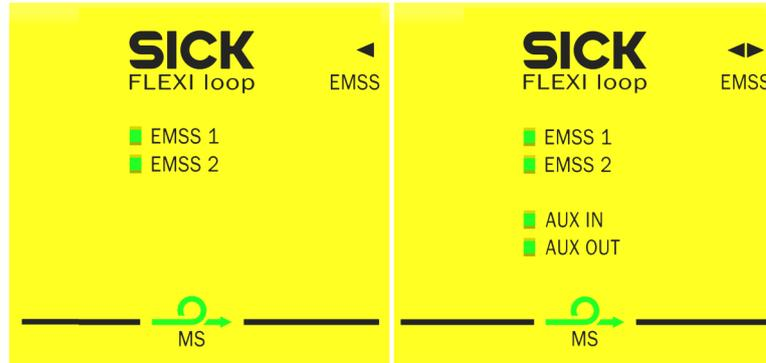 SICK
FLEXI loop
EMSS
EMSS 1
EMSS 2
MS
SICK
FLEXI loop
EMSS
EMSS 1
EMSS 2
AUX IN
AUX OUT
MS